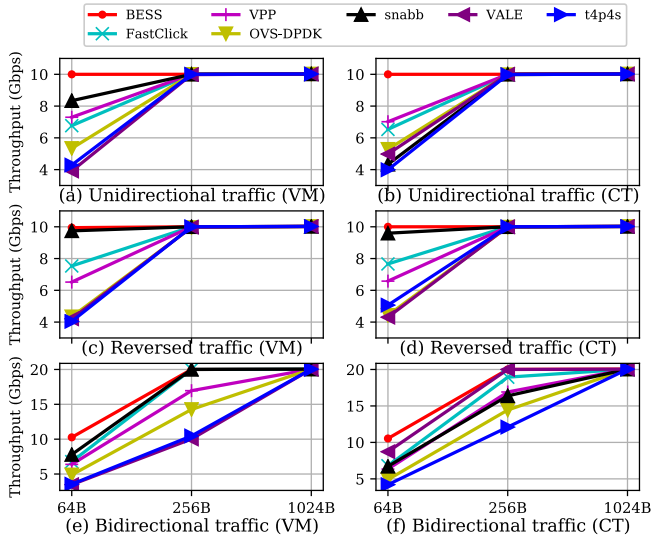 BESS VPP snabb VALE t4p4s
FastClick OVS-DPDK
Throughput (Gbps)
10
8
6
4
(a) Unidirectional traffic (VM)
10
8
6
4
(b) Unidirectional traffic (CT)
Throughput (Gbps)
10
8
6
4
(c) Reversed traffic (VM)
10
8
6
4
(d) Reversed traffic (CT)
Throughput (Gbps)
20
15
10
5
64B 256B 1024B
(e) Bidirectional traffic (VM)
20
15
10
5
64B 256B 1024B
(f) Bidirectional traffic (CT)